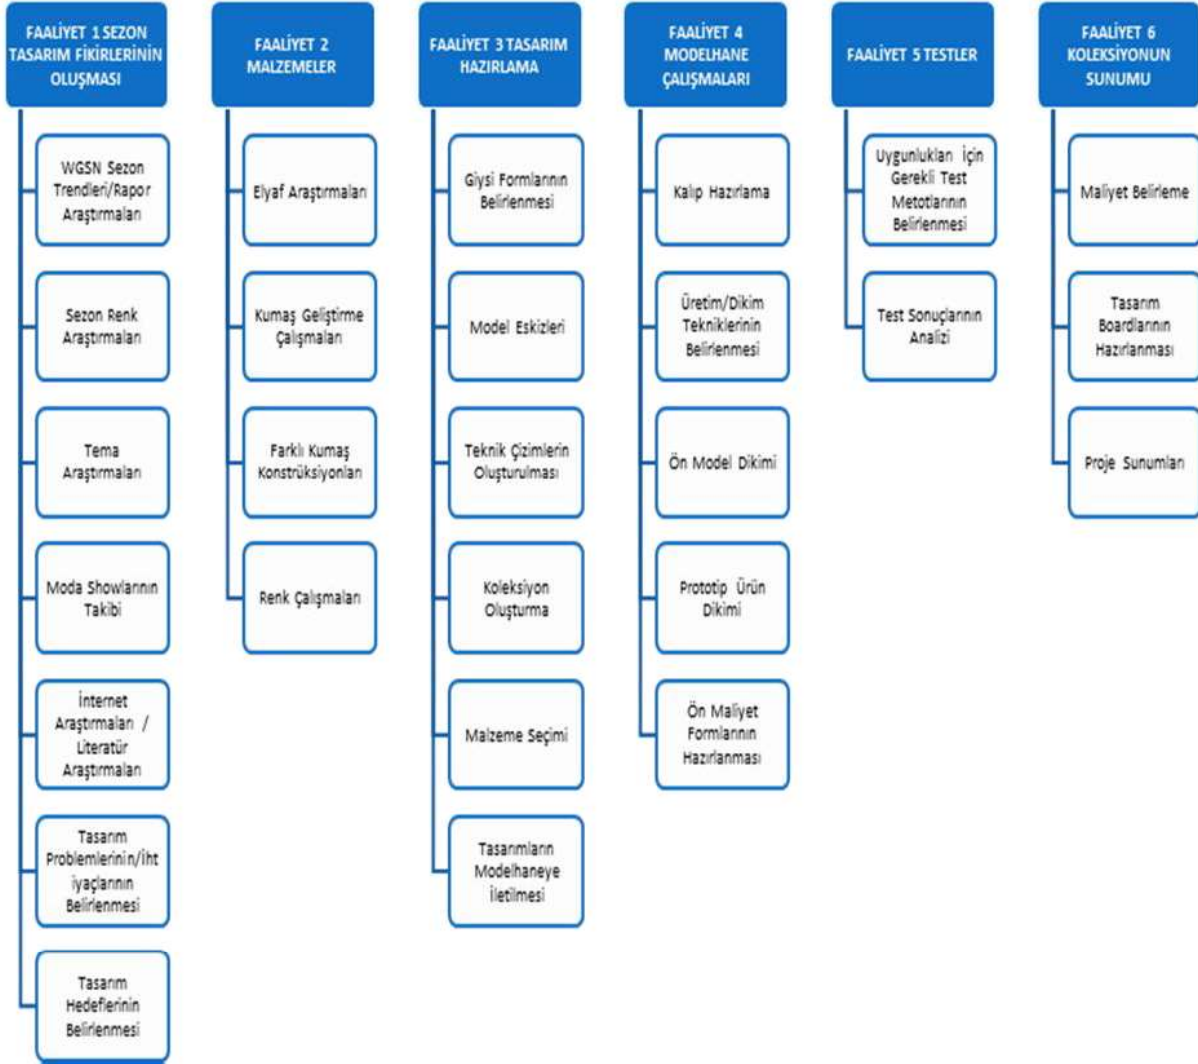 FAALİYET 1 SEZON
TASARIM FİKİRLERİNİN
OLUŞMASI
WGSN Sezon
Trendleri/Rapor
Araştırmaları
Sezon Renk
Araştırmaları
Tema
Araştırmaları
Moda Showlarının
Takibi
İnternet
Araştırmaları /
Literatür
Araştırmaları
Tasarım
Problemlerinin/İht
iyaçlarının
Belirlenmesi
Tasarım
Hedeflerinin
Belirlenmesi
FAALİYET 2
MALZEMELER
Elyaf Araştırmaları
Kumaş Geliştirme
Çalışmaları
Farklı Kumaş
Konstrüksiyonları
Renk Çalışmaları
FAALİYET 3 TASARIM
HAZIRLAMA
Giysi Formlarının
Belirlenmesi
Model Eskizleri
Teknik Çizimlerin
Oluşturulması
Koleksiyon
Oluşturma
Malzeme Seçimi
Tasarımların
Modelhaneye
İletilmesi
FAALİYET 4
MODELHANE
ÇALIŞMALARI
Kalıp Hazırlama
Üretim/Dikim
Tekniklerinin
Belirlenmesi
Ön Model Dikimi
Prototip Ürün
Dikimi
Ön Maliyet
Formlarının
Hazırlanması
FAALİYET 5 TESTLER
Uygunlukları İçin
Gerekli Test
Metotlarının
Belirlenmesi
Test Sonuçlarının
Analizi
FAALİYET 6
KOLEKSİYONUN
SUNUMU
Maliyet Belirleme
Tasarım
Boardlarının
Hazırlanması
Proje Sunumları